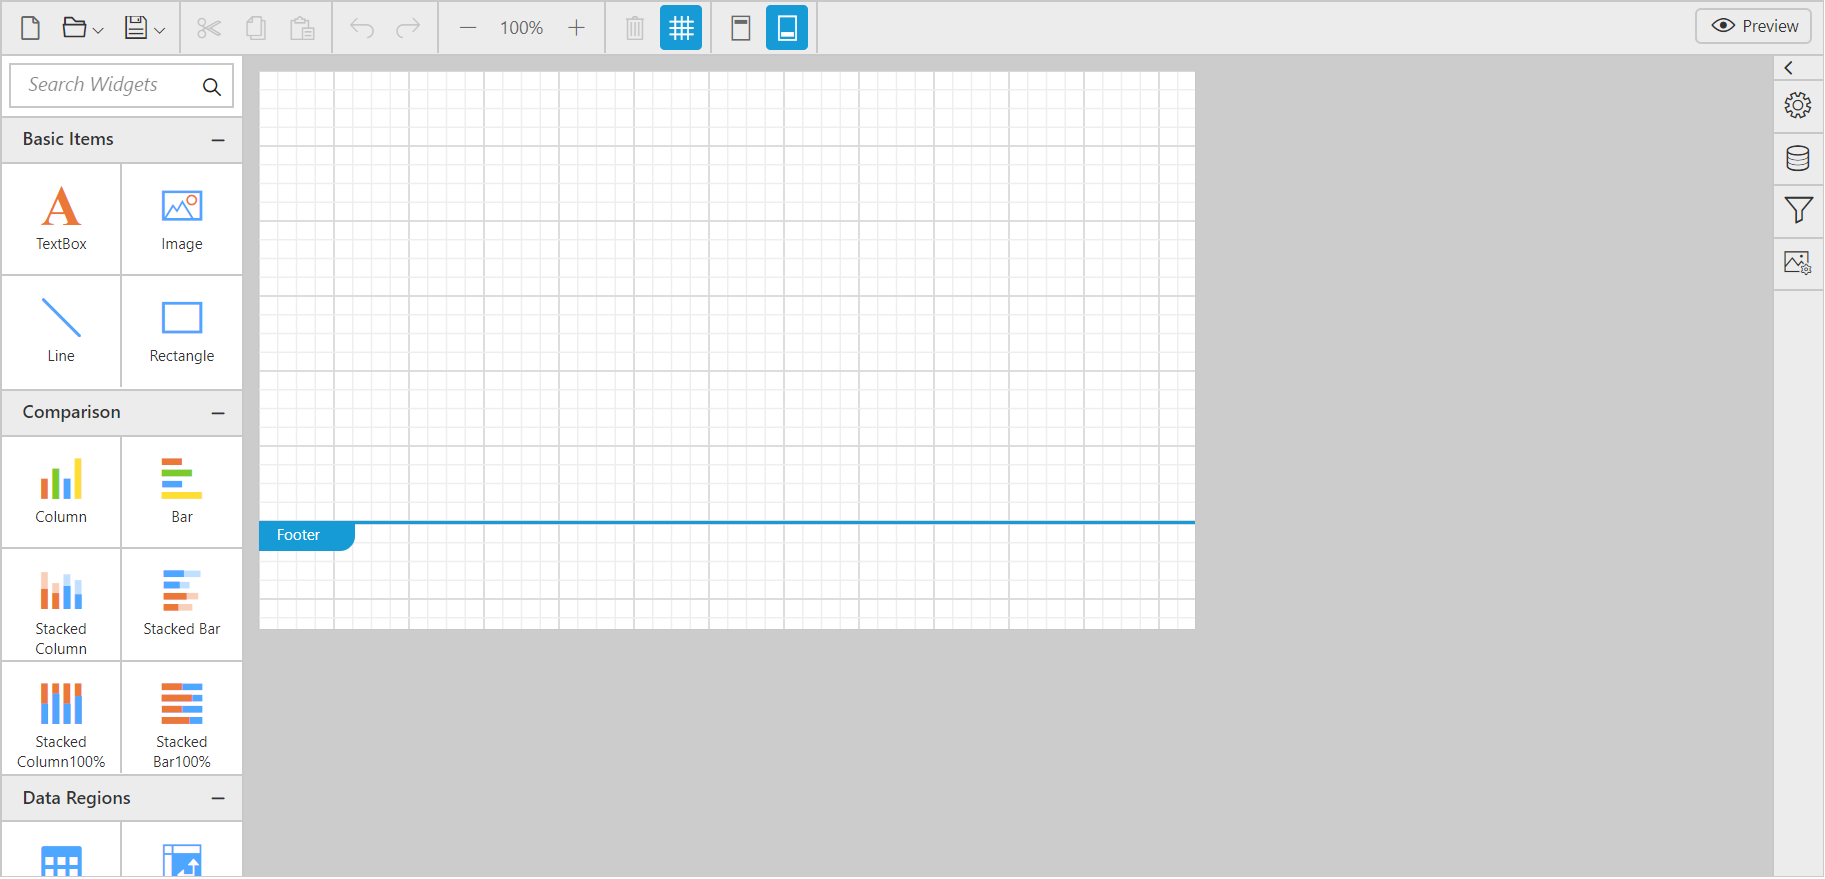 100%
Preview
Search Widgets
Basic Items
TextBox
Image
Line
Rectangle
Comparison
Column
Bar
Stacked
Column
Stacked Bar
Stacked
Column100%
Stacked
Bar100%
Data Regions
Footer